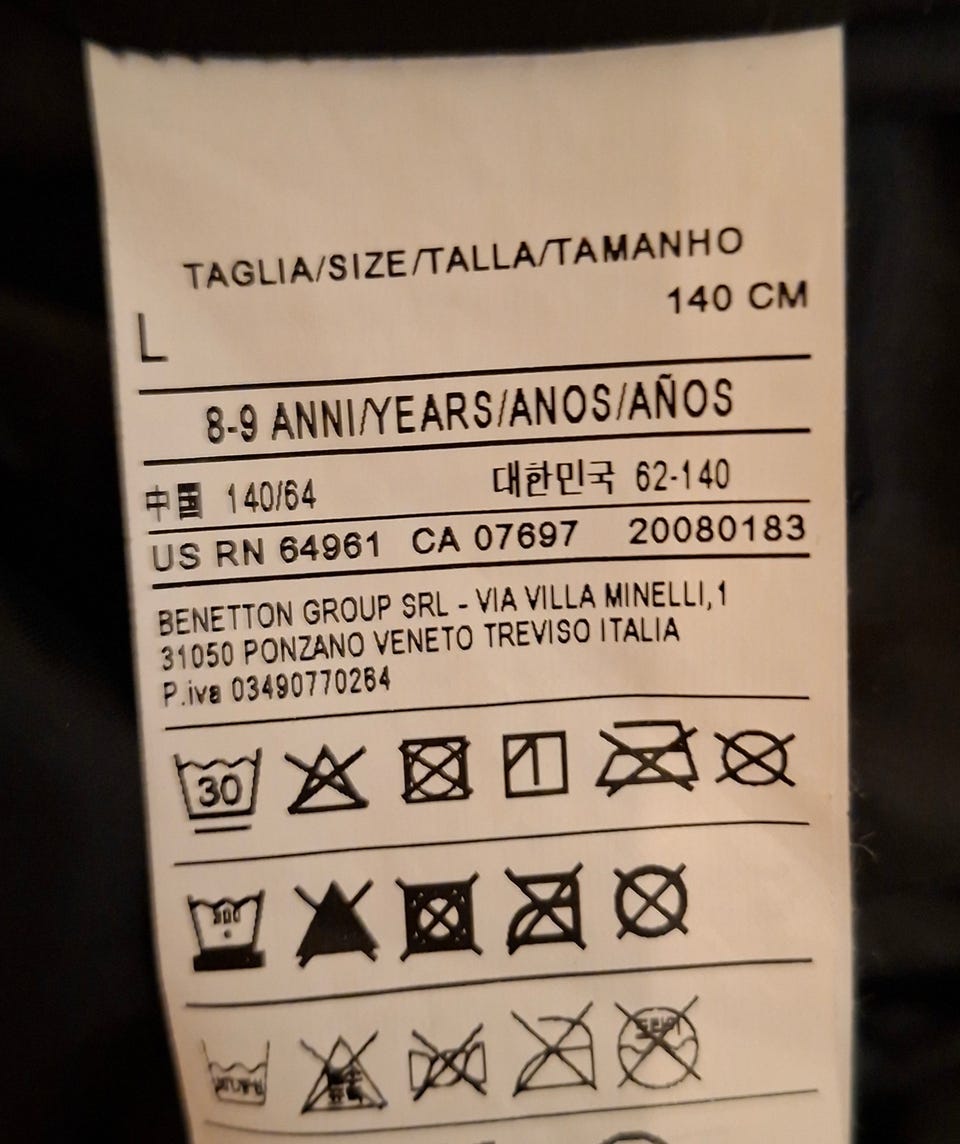 TAGLIA/SIZE/TALLA/TAMANHO
L 140 CM
8-9 ANNI/YEARS/ANOS/AÑOS
中国 140/64 대한민국 62-140
US RN 64961 CA 07697 20080183
BENETTON GROUP SRL - VIA VILLA MINELLI, 1
31050 PONZANO VENETO TREVISO ITALIA
P.iva 03490770264
30